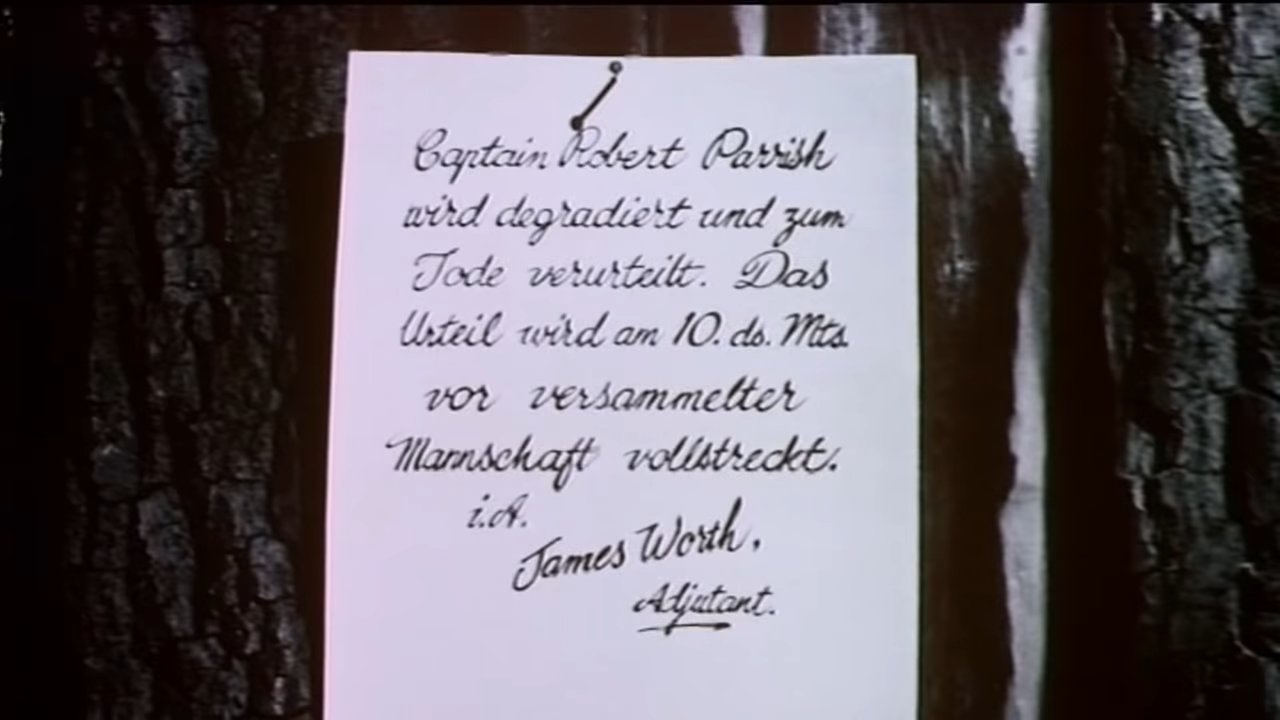 Captain Robert Parrish
wird degradiert und zum
Tode verurteilt. Das
Urteil wird am 10. ds. Mts.
vor versammelter
Mannschaft vollstreckt.
i.A.
James Worth,
Adjutant.